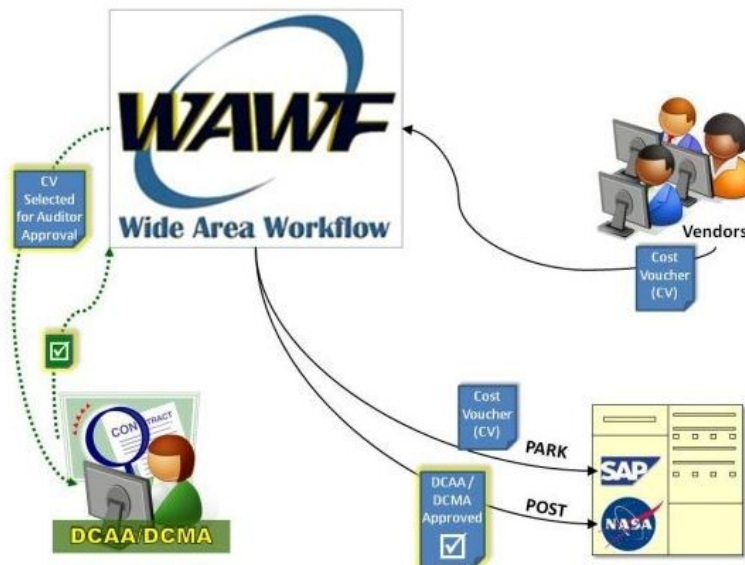 WAWF
Wide Area Workflow
CV
Selected
for Auditor
Approval
Vendors
Cost
Voucher
(CV)
CONTRACT
DCAA/DCMA
Cost
Voucher
(CV)
PARK
DCAA /
DCMA
Approved
POST
SAP
NASA